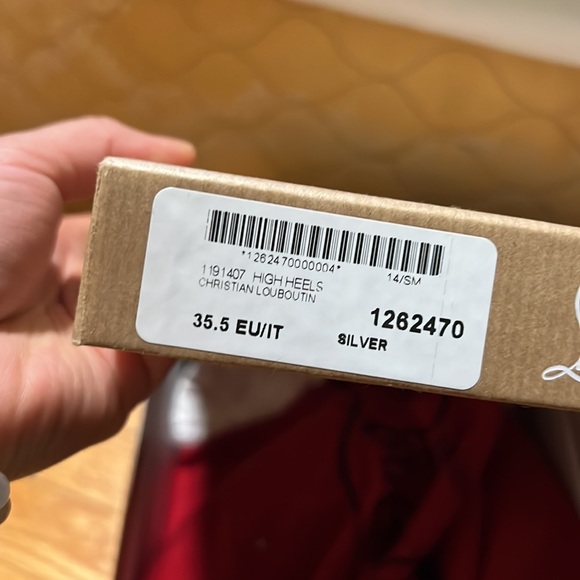 *1262470000004*
14/SM
1191407 HIGH HEELS
CHRISTIAN LOUBOUTIN
1262470
35.5 EU/IT
SILVER